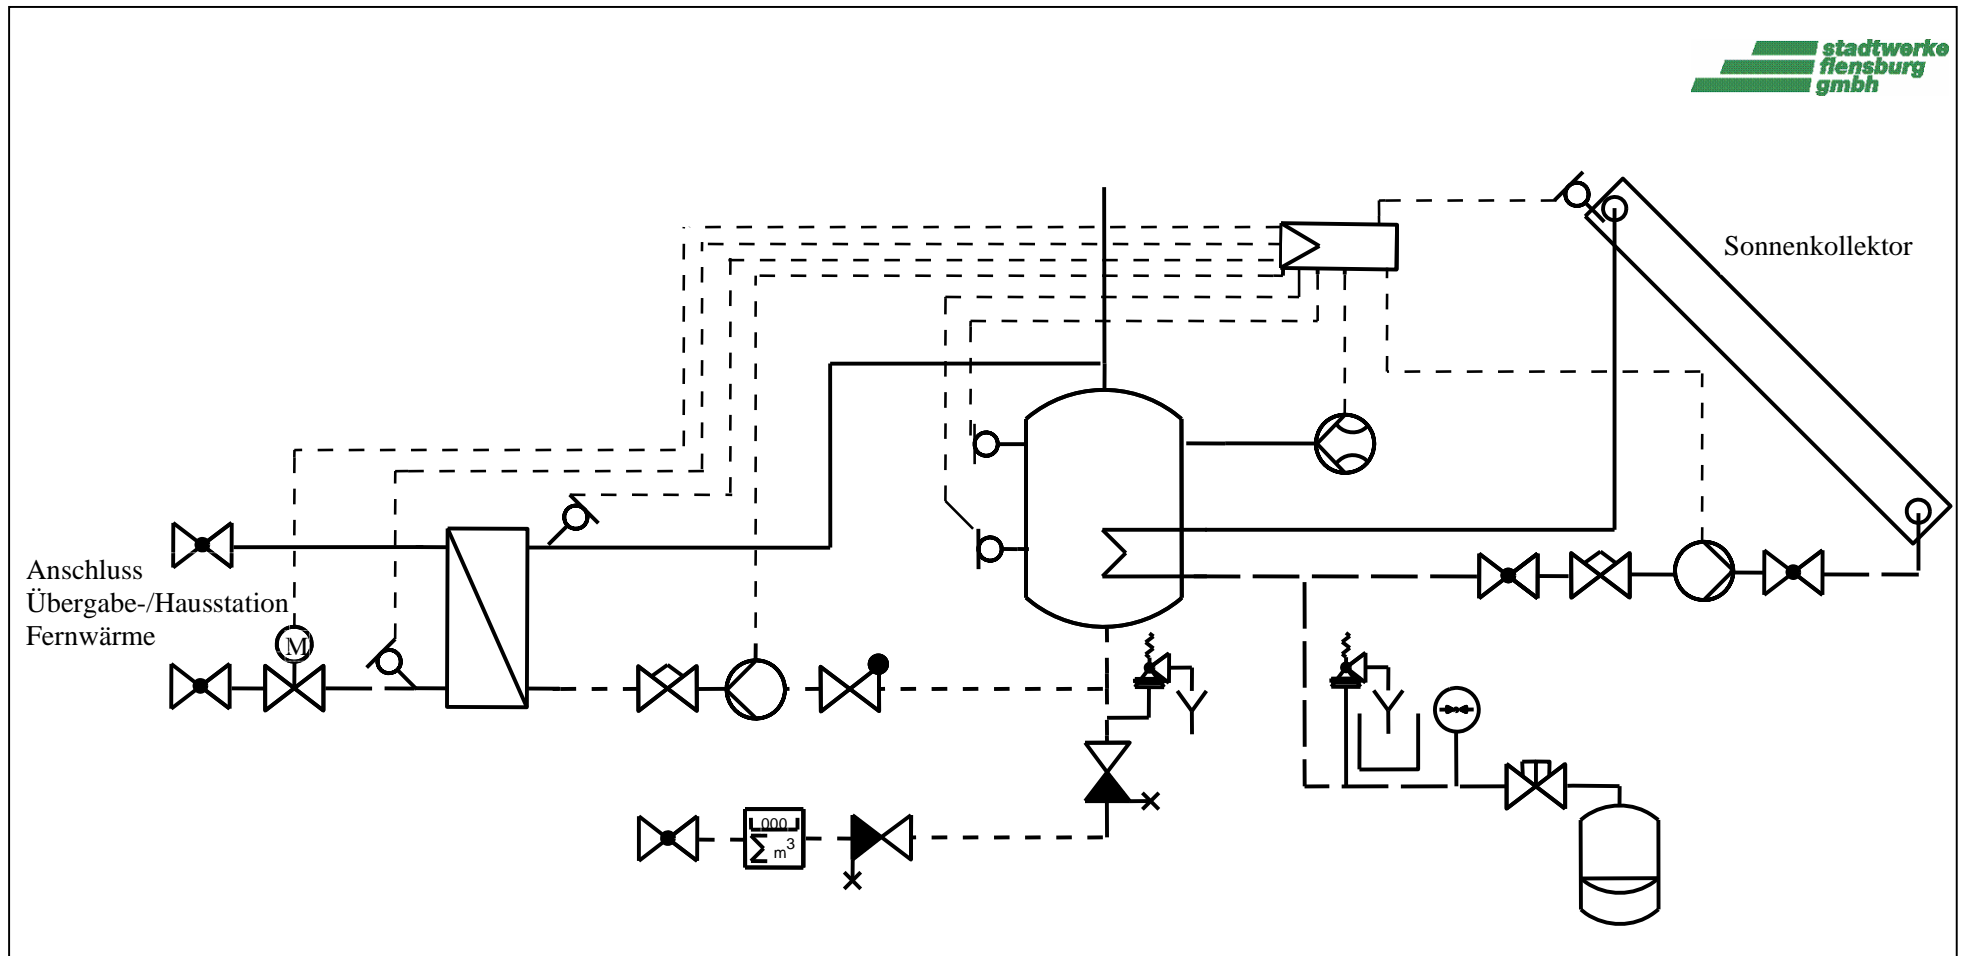 stadtwerke
flensburg
gmbh
Sonnenkollektor
Anschluss
Übergabe-/Hausstation
Fernwärme
M
000
Σ m³